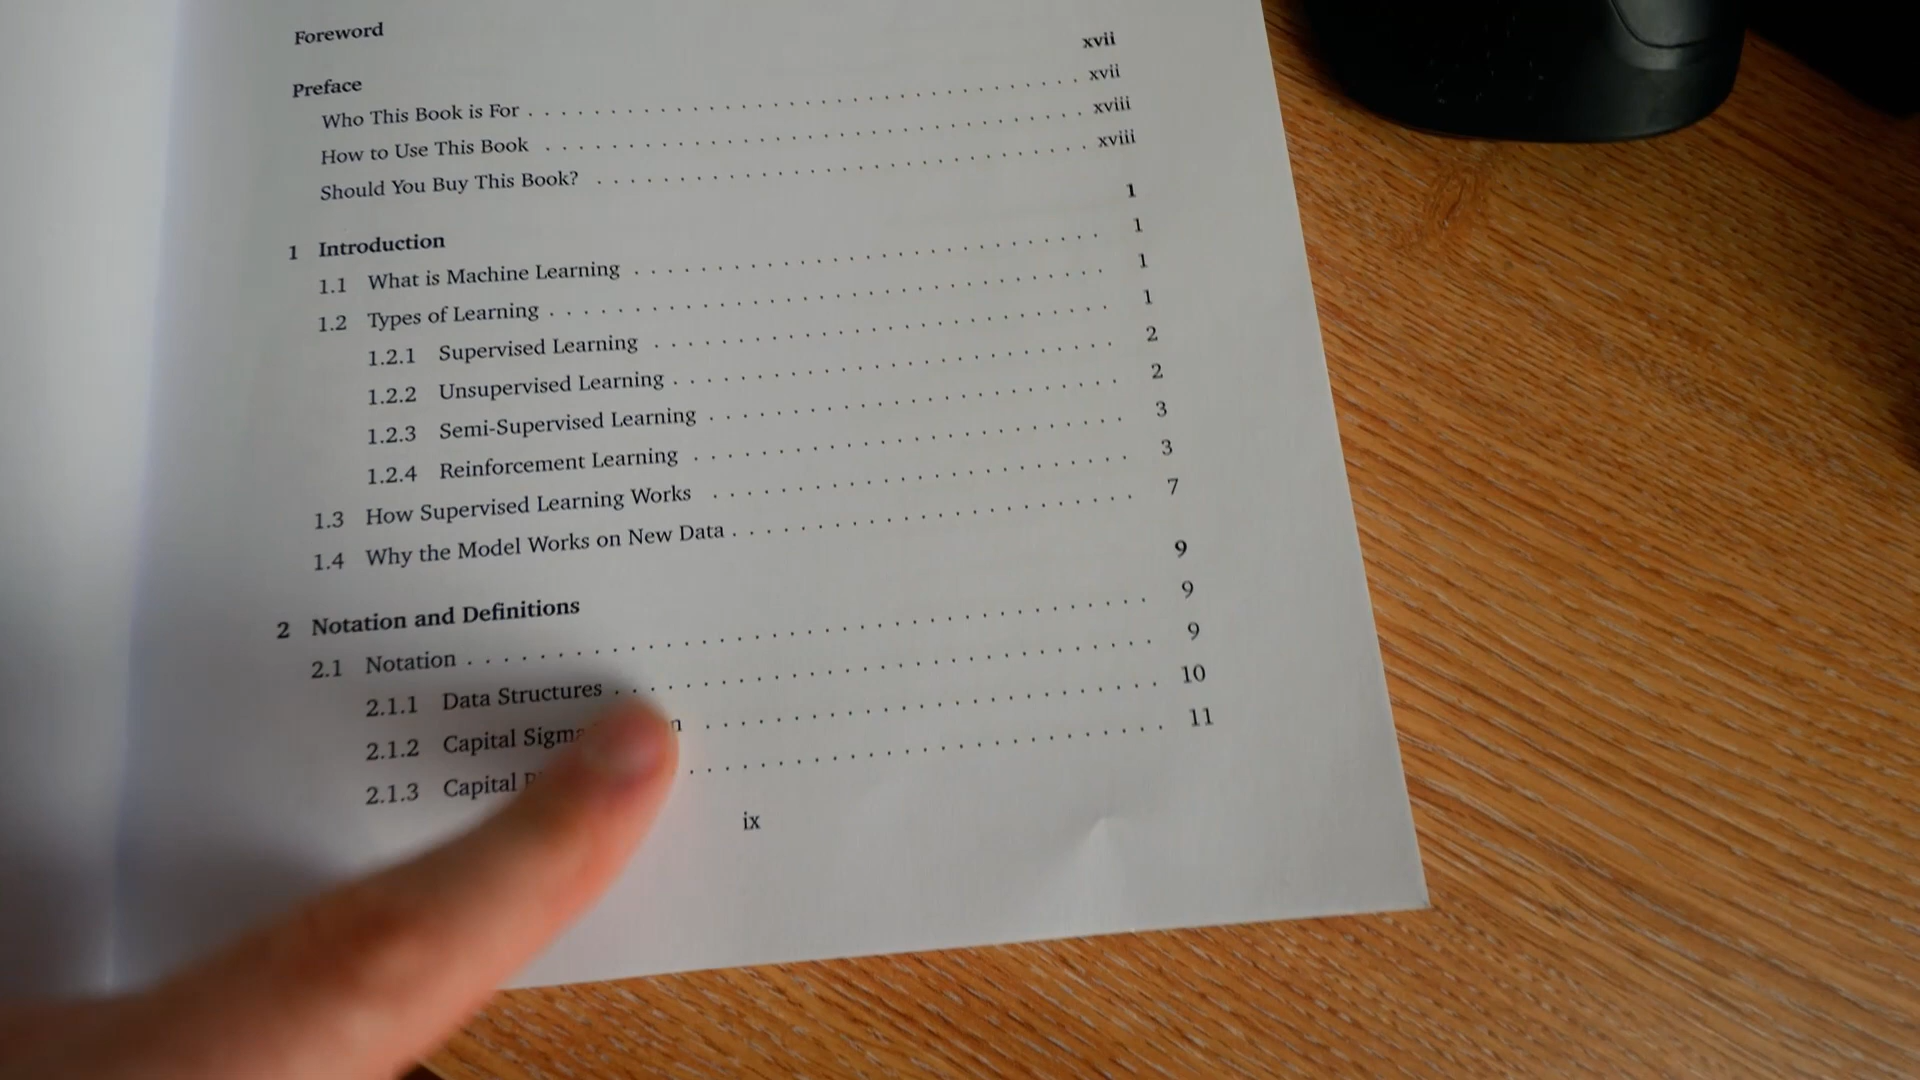 Foreword
Preface xvii
Who This Book is For . . . . . . . . . . . . . . . . . . . . . . . . . . . . xvii
How to Use This Book . . . . . . . . . . . . . . . . . . . . . . . . . . . . xviii
Should You Buy This Book? . . . . . . . . . . . . . . . . . . . . . . . . . xviii
1 Introduction 1
1.1 What is Machine Learning . . . . . . . . . . . . . . . . . . . . . . . . 1
1.2 Types of Learning . . . . . . . . . . . . . . . . . . . . . . . . . . . . 1
1.2.1 Supervised Learning . . . . . . . . . . . . . . . . . . . . . . . . 1
1.2.2 Unsupervised Learning . . . . . . . . . . . . . . . . . . . . . . . 2
1.2.3 Semi-Supervised Learning . . . . . . . . . . . . . . . . . . . . . 2
1.2.4 Reinforcement Learning . . . . . . . . . . . . . . . . . . . . . . 3
1.3 How Supervised Learning Works . . . . . . . . . . . . . . . . . . . . . 3
1.4 Why the Model Works on New Data . . . . . . . . . . . . . . . . . . . . 7
2 Notation and Definitions 9
2.1 Notation . . . . . . . . . . . . . . . . . . . . . . . . . . . . . . . 9
2.1.1 Data Structures . . . . . . . . . . . . . . . . . . . . . . . . . . 9
2.1.2 Capital Sigma . . . . . . . . . . . . . . . . . . . . . . 10
2.1.3 Capital . . . . . . . . . . . . . . . . . . . . . . . 11
ix